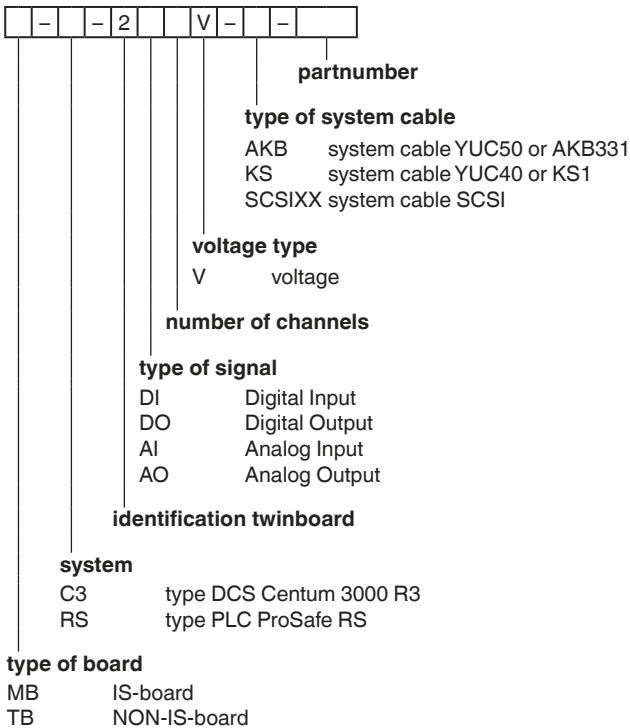 – – 2 V – –
partnumber
type of system cable
AKB system cable YUC50 or AKB331
KS system cable YUC40 or KS1
SCSIXX system cable SCSI
voltage type
V voltage
number of channels
type of signal
DI Digital Input
DO Digital Output
AI Analog Input
AO Analog Output
identification twinboard
system
C3 type DCS Centum 3000 R3
RS type PLC ProSafe RS
type of board
MB IS-board
TB NON-IS-board